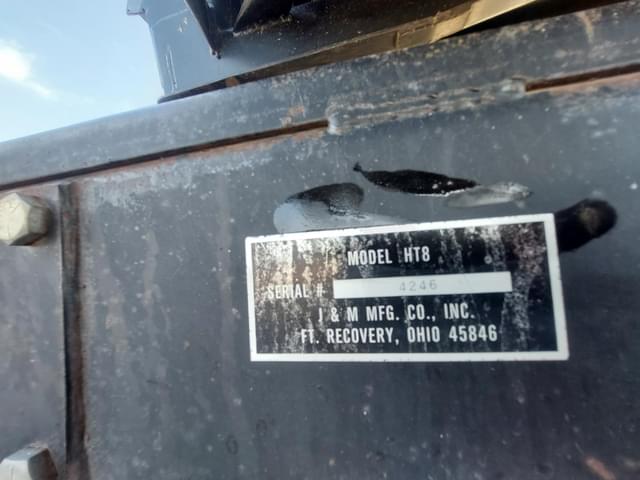 MODEL HT8
SERIAL # 4246
J & M MFG. CO., INC.
FT. RECOVERY, OHIO 45846